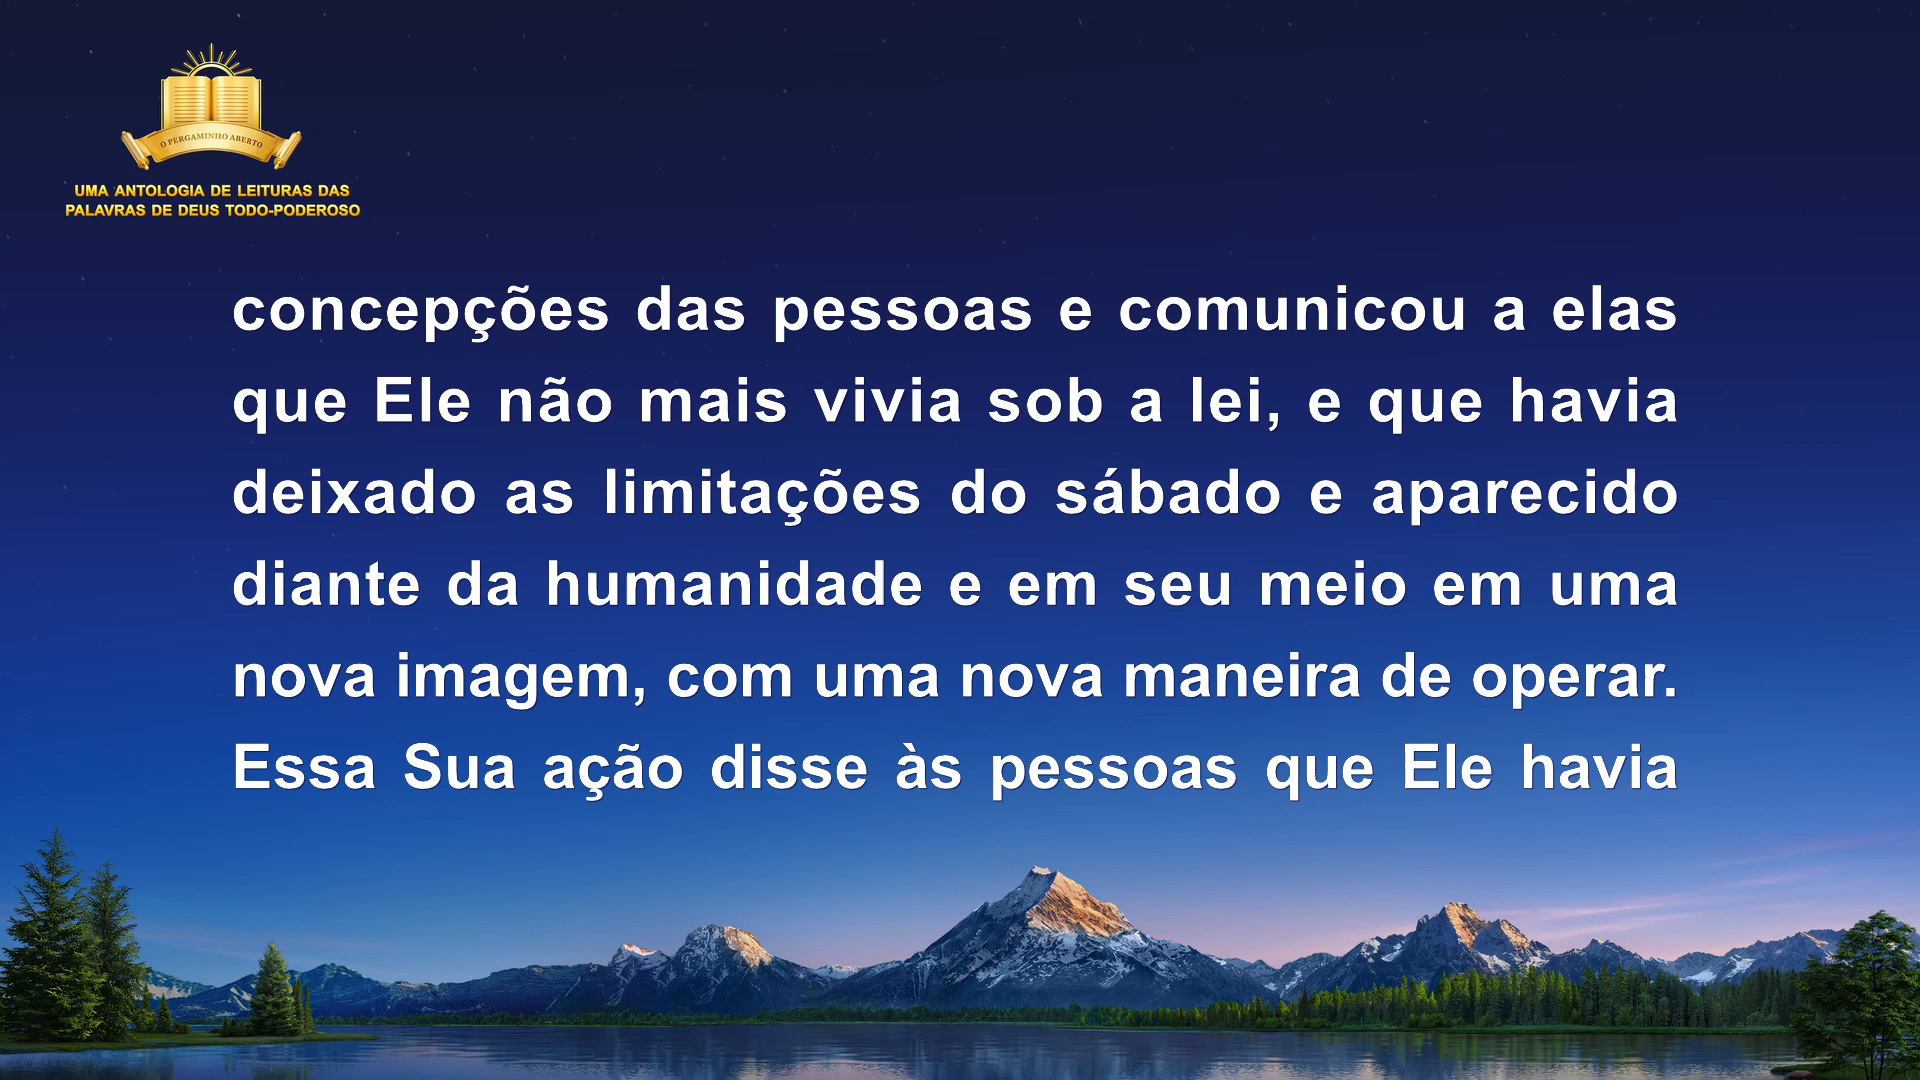 O PERGAMINHO ABERTO
UMA ANTOLOGIA DE LEITURAS DAS
PALAVRAS DE DEUS TODO-PODEROSO
concepções das pessoas e comunicou a elas
que Ele não mais vivia sob a lei, e que havia
deixado as limitações do sábado e aparecido
diante da humanidade e em seu meio em uma
nova imagem, com uma nova maneira de operar.
Essa Sua ação disse às pessoas que Ele havia